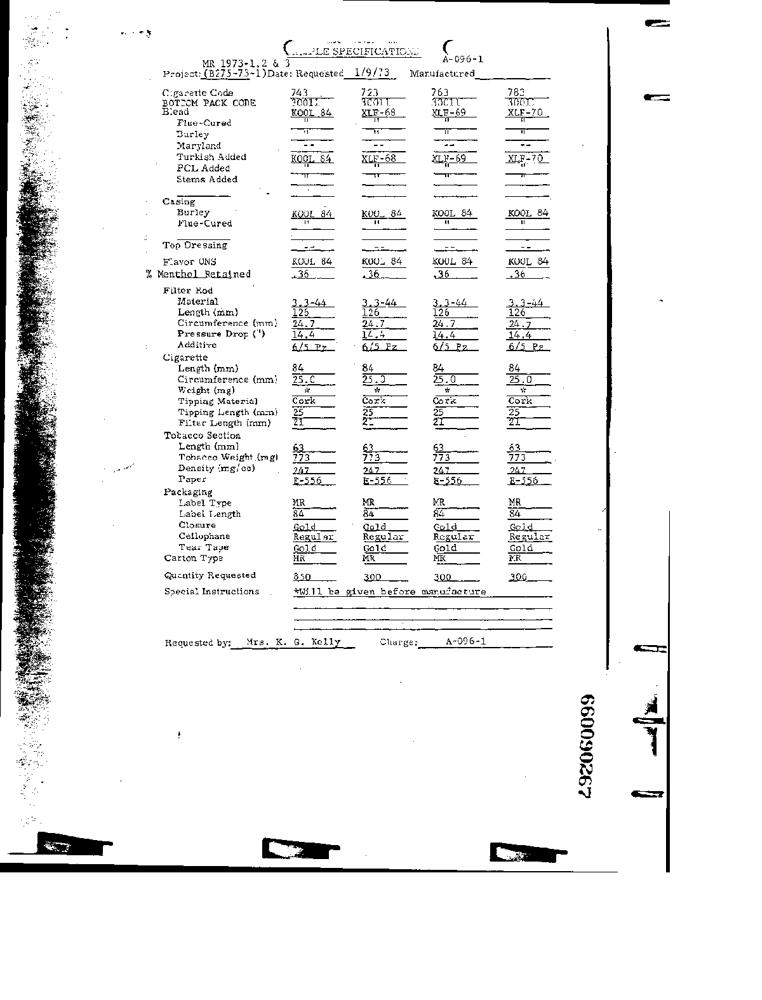 SPECIFICATIONS
MR 1973-1, 2 & 3 A-096-1
Project: (B275-73-1) Date: Requested 1/9/73 Manufactured
Cigarette Code 743 723 763 783
BOTTOM PACK CODE 30011 30011 30011 30011
Blend KOOL 84 XLF-68 XLF-69 XLF-70
Flue-Cured " " " "
Burley " " " "
Maryland -- -- -- --
Turkish Added KOOL 84 XLF-68 XLF-69 XLF-70
PCL Added " " " "
Stems Added " " " "
Casing
Burley KOOL 84 KOOL 84 KOOL 84 KOOL 84
Flue-Cured " " " "
Top Dressing -- -- -- --
Flavor ONS KOOL 84 KOOL 84 KOOL 84 KOOL 84
% Menthol Retained .36 .36 .36 .36
Filter Rod
Material 3.3-44 3.3-44 3.3-44 3.3-44
Length (mm) 126 126 126 126
Circumference (mm) 24.7 24.7 24.7 24.7
Pressure Drop (") 14.4 14.4 14.4 14.4
Additive 6/5 Pz 6/5 Pz 6/5 Pz 6/5 Pz
Cigarette
Length (mm) 84 84 84 84
Circumference (mm) 25.0 25.0 25.0 25.0
Weight (mg) * * * *
Tipping Material Cork Cork Cork Cork
Tipping Length (mm) 25 25 25 25
Filter Length (mm) 21 21 21 21
Tobacco Section
Length (mm) 63 63 63 63
Tobacco Weight (mg) 773 773 773 773
Density (mg/cc) 247 247 247 247
Paper E-556 E-556 E-556 E-556
Packaging
Label Type MR MR MR MR
Label Length 84 84 84 84
Closure Gold Gold Gold Gold
Cellophane Regular Regular Regular Regular
Tear Tape Gold Gold Gold Gold
Carton Type MR MR MR MR
Quantity Requested 850 300 300 300
Special Instructions *Will be given before manufacture
Requested by: Mrs. K. G. Kelly Charge: A-096-1
660090267